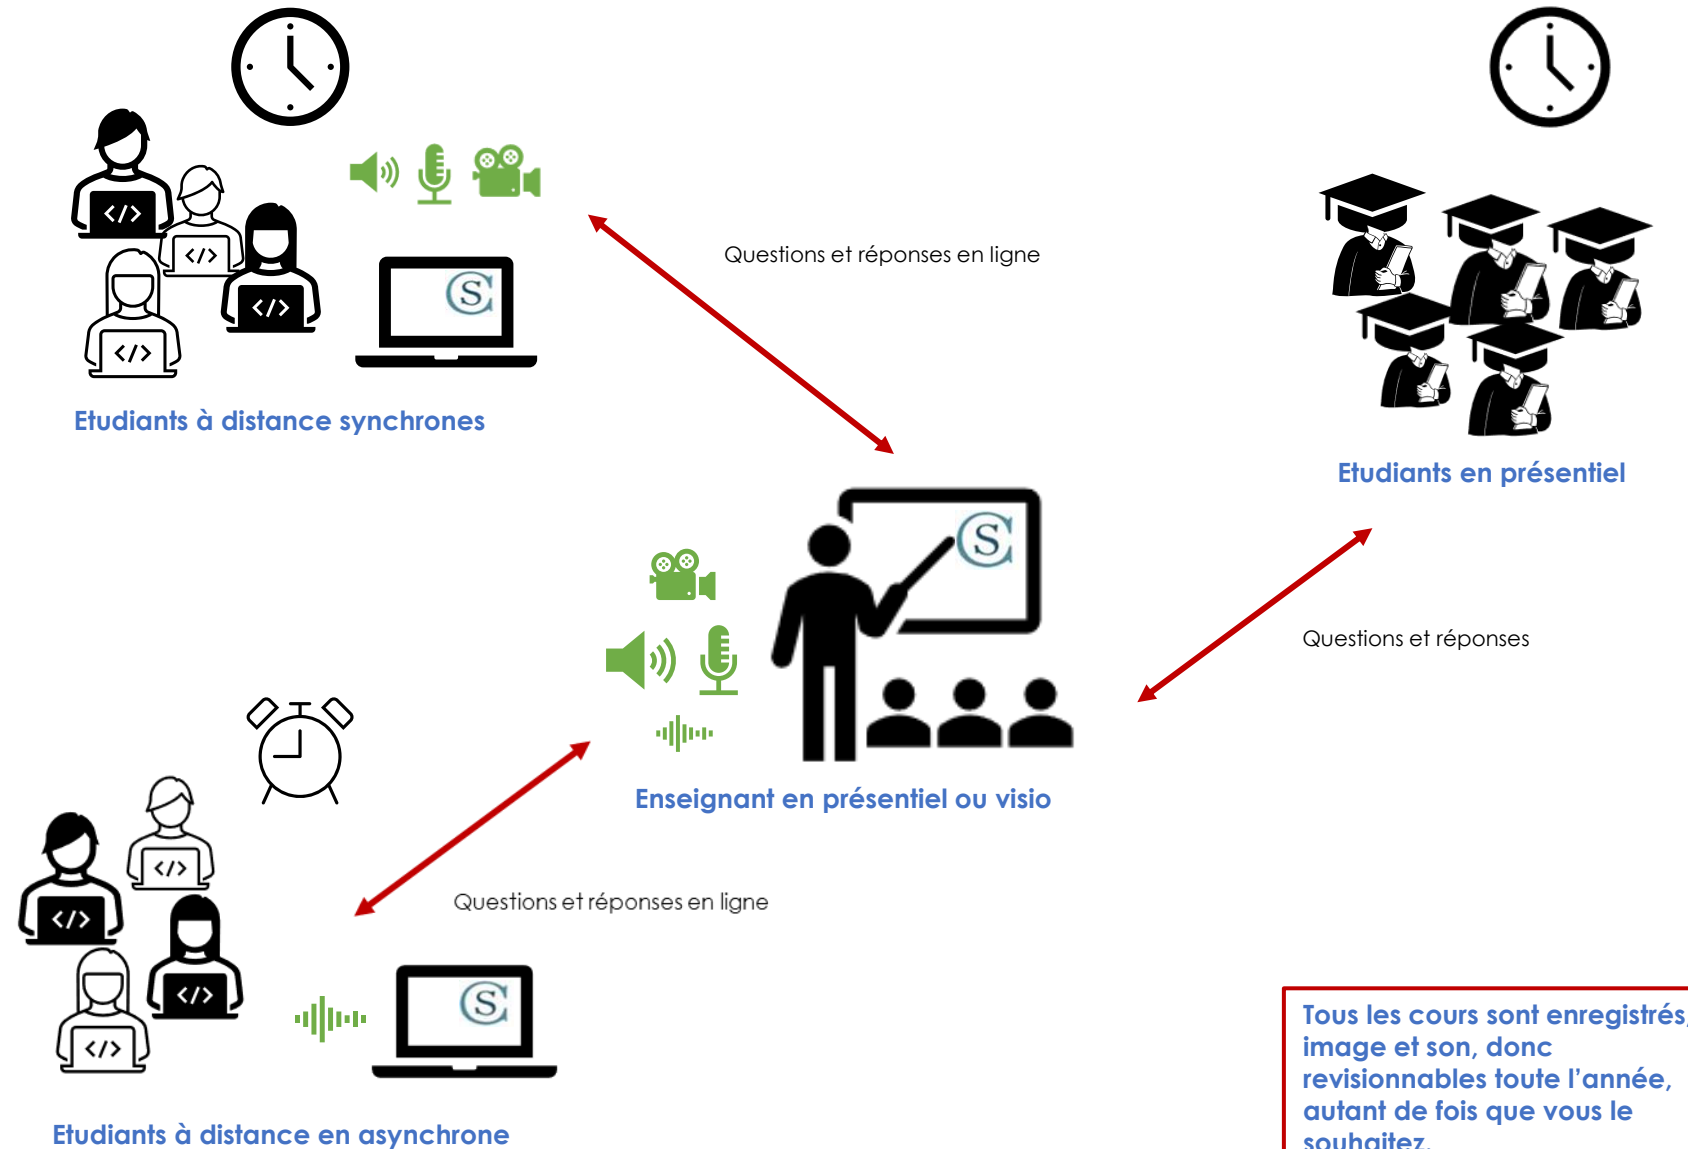 Questions et réponses en ligne
Etudiants à distance synchrones
Etudiants en présentiel
Questions et réponses
Enseignant en présentiel ou visio
Questions et réponses en ligne
Etudiants à distance en asynchrone
Tous les cours sont enregistrés,
image et son, donc
revisionnables toute l’année,
autant de fois que vous le
souhaitez.